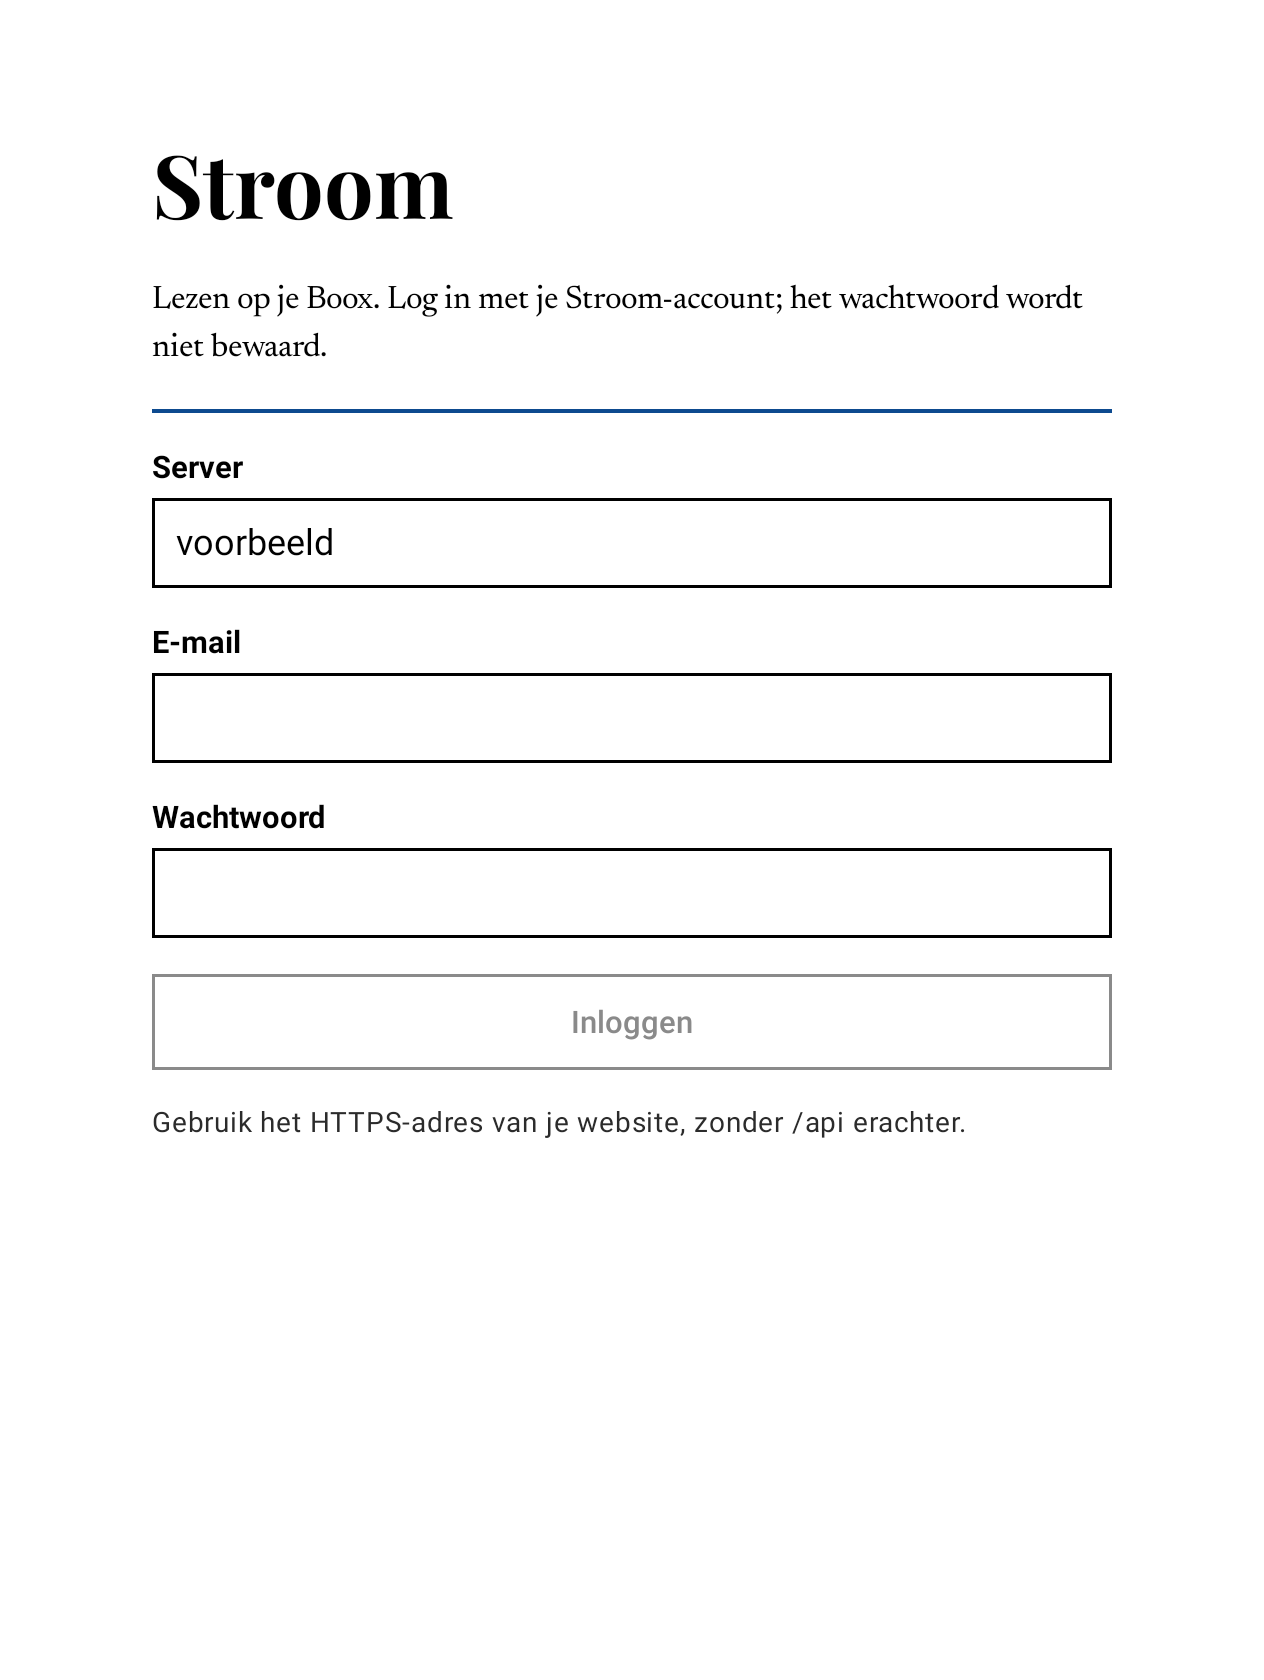 Stroom
Lezen op je Boox. Log in met je Stroom-account; het wachtwoord wordt
niet bewaard.
Server
voorbeeld
E-mail
Wachtwoord
Inloggen
Gebruik het HTTPS-adres van je website, zonder /api erachter.